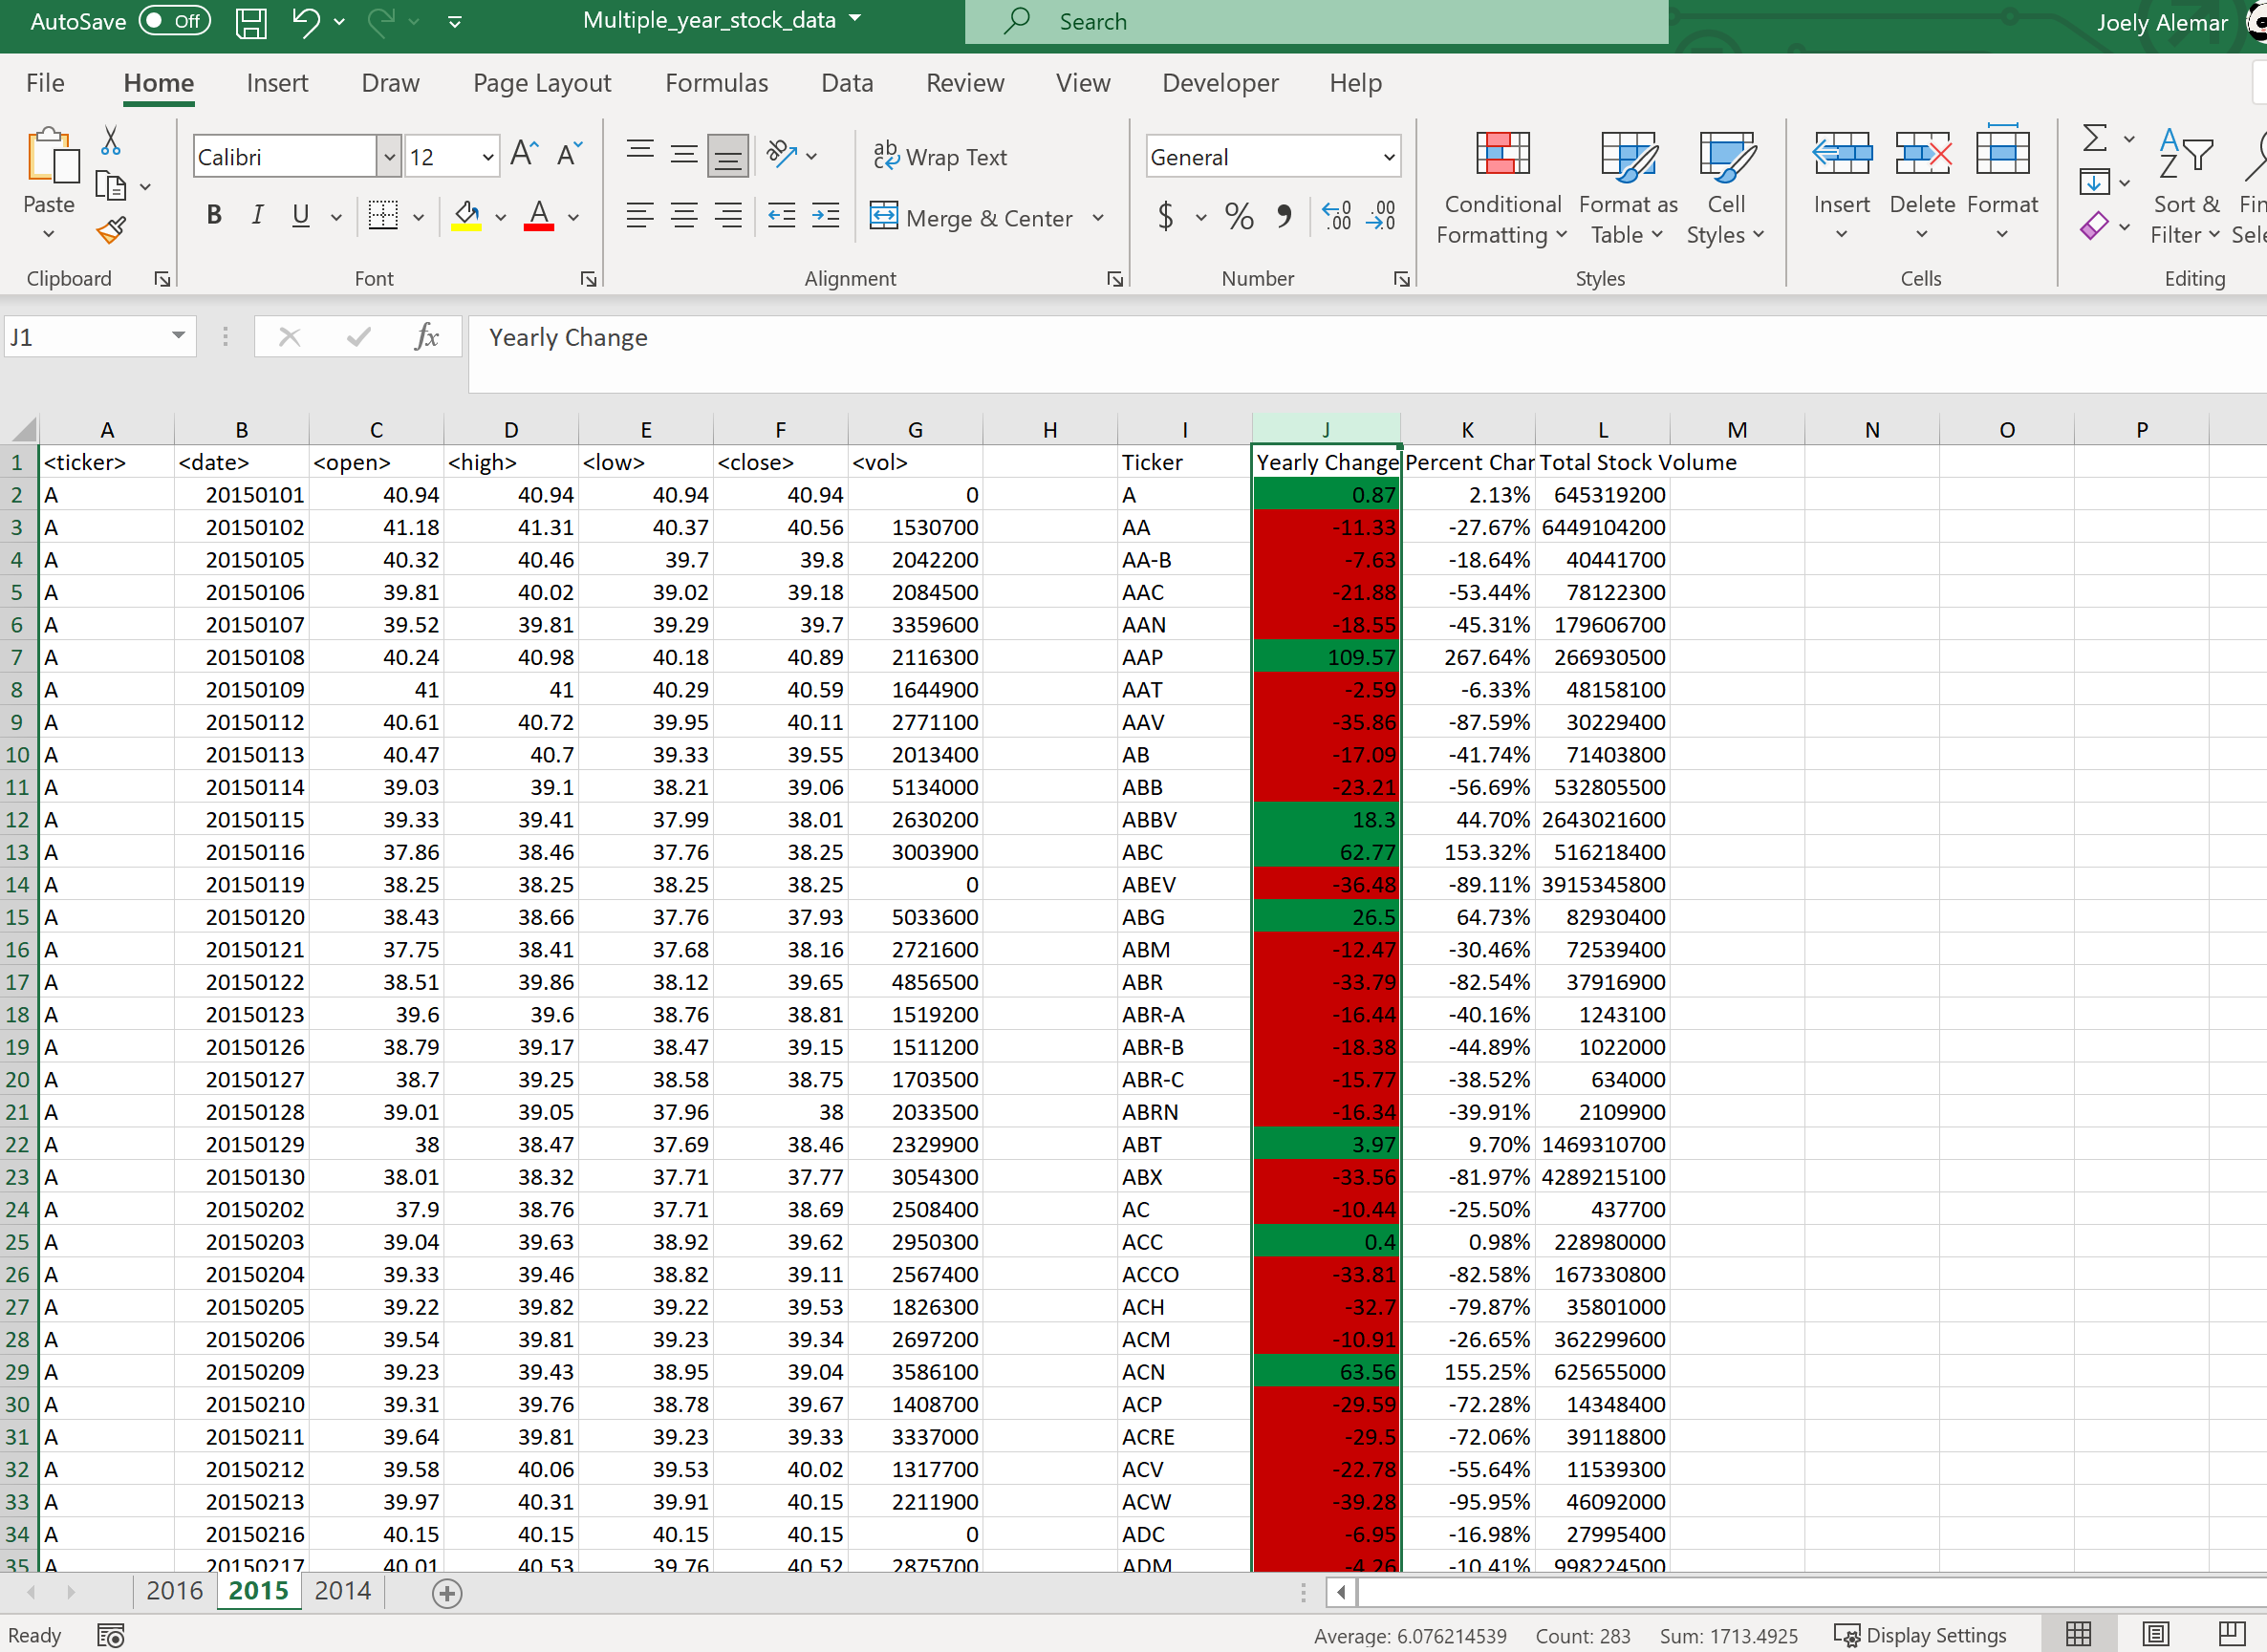 AutoSave Off Multiple_year_stock_data Search Joely Alemar
File Home Insert Draw Page Layout Formulas Data Review View Developer Help
Paste
Clipboard
Calibri 12
B I U
Font
Wrap Text
Merge & Center
Alignment
General
$ % ,
Number
Conditional Formatting
Format as Table
Cell Styles
Styles
Insert Delete Format
Cells
Sort & Filter
Editing
J1 fx Yearly Change
A B C D E F G H I J K L M N O P
1 <ticker> <date> <open> <high> <low> <close> <vol> Ticker Yearly Change Percent Char Total Stock Volume
2 A 20150101 40.94 40.94 40.94 40.94 0 A 0.87 2.13% 645319200
3 A 20150102 41.18 41.31 40.37 40.56 1530700 AA -11.33 -27.67% 6449104200
4 A 20150105 40.32 40.46 39.7 39.8 2042200 AA-B -7.63 -18.64% 40441700
5 A 20150106 39.81 40.02 39.02 39.18 2084500 AAC -21.88 -53.44% 78122300
6 A 20150107 39.52 39.81 39.29 39.7 3359600 AAN -18.55 -45.31% 179606700
7 A 20150108 40.24 40.98 40.18 40.89 2116300 AAP 109.57 267.64% 266930500
8 A 20150109 41 41 40.29 40.59 1644900 AAT -2.59 -6.33% 48158100
9 A 20150112 40.61 40.72 39.95 40.11 2771100 AAV -35.86 -87.59% 30229400
10 A 20150113 40.47 40.7 39.33 39.55 2013400 AB -17.09 -41.74% 71403800
11 A 20150114 39.03 39.1 38.21 39.06 5134000 ABB -23.21 -56.69% 532805500
12 A 20150115 39.33 39.41 37.99 38.01 2630200 ABBV 18.3 44.70% 2643021600
13 A 20150116 37.86 38.46 37.76 38.25 3003900 ABC 62.77 153.32% 516218400
14 A 20150119 38.25 38.25 38.25 38.25 0 ABEV -36.48 -89.11% 3915345800
15 A 20150120 38.43 38.66 37.76 37.93 5033600 ABG 26.5 64.73% 82930400
16 A 20150121 37.75 38.41 37.68 38.16 2721600 ABM -12.47 -30.46% 72539400
17 A 20150122 38.51 39.86 38.12 39.65 4856500 ABR -33.79 -82.54% 37916900
18 A 20150123 39.6 39.6 38.76 38.81 1519200 ABR-A -16.44 -40.16% 1243100
19 A 20150126 38.79 39.17 38.47 39.15 1511200 ABR-B -18.38 -44.89% 1022000
20 A 20150127 38.7 39.25 38.58 38.75 1703500 ABR-C -15.77 -38.52% 634000
21 A 20150128 39.01 39.05 37.96 38 2033500 ABRN -16.34 -39.91% 2109900
22 A 20150129 38 38.47 37.69 38.46 2329900 ABT 3.97 9.70% 1469310700
23 A 20150130 38.01 38.32 37.71 37.77 3054300 ABX -33.56 -81.97% 4289215100
24 A 20150202 37.9 38.76 37.71 38.69 2508400 AC -10.44 -25.50% 437700
25 A 20150203 39.04 39.63 38.92 39.62 2950300 ACC 0.4 0.98% 228980000
26 A 20150204 39.33 39.46 38.82 39.11 2567400 ACCO -33.81 -82.58% 167330800
27 A 20150205 39.22 39.82 39.22 39.53 1826300 ACH -32.7 -79.87% 35801000
28 A 20150206 39.54 39.81 39.23 39.34 2697200 ACM -10.91 -26.65% 362299600
29 A 20150209 39.23 39.43 38.95 39.04 3586100 ACN 63.56 155.25% 625655000
30 A 20150210 39.31 39.76 38.78 39.67 1408700 ACP -29.59 -72.28% 14348400
31 A 20150211 39.64 39.81 39.23 39.33 3337000 ACRE -29.5 -72.06% 39118800
32 A 20150212 39.58 40.06 39.53 40.02 1317700 ACV -22.78 -55.64% 11539300
33 A 20150213 39.97 40.31 39.91 40.15 2211900 ACW -39.28 -95.95% 46092000
34 A 20150216 40.15 40.15 40.15 40.15 0 ADC -6.95 -16.98% 27995400
35 A 20150217 40.01 40.53 39.76 40.52 2875700 ADM -4.26 -10.41% 998224500
2016 2015 2014
Ready Average: 6.076214539 Count: 283 Sum: 1713.4925 Display Settings